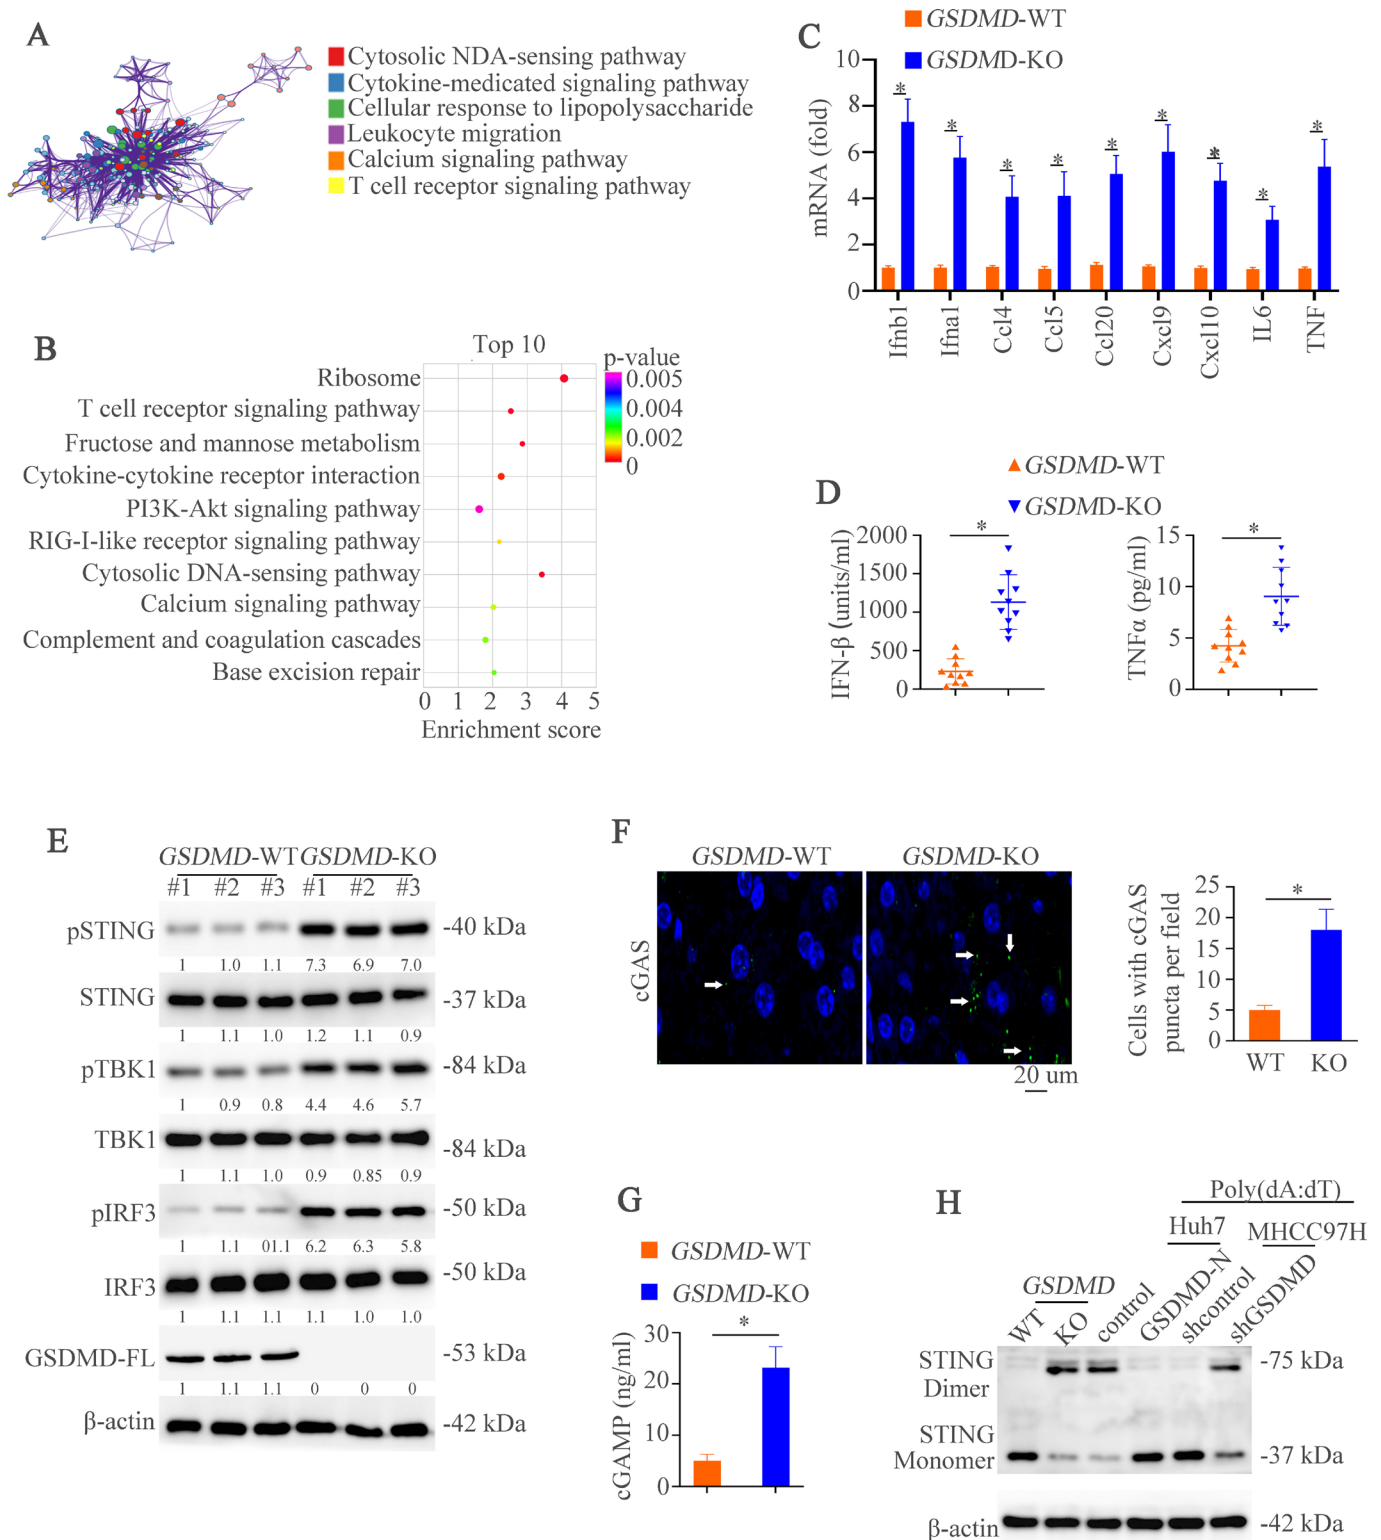 A
Cytosolic NDA-sensing pathway
Cytokine-medicated signaling pathway
Cellular response to lipopolysaccharide
Leukocyte migration
Calcium signaling pathway
T cell receptor signaling pathway
B
Top 10
Ribosome
T cell receptor signaling pathway
Fructose and mannose metabolism
Cytokine-cytokine receptor interaction
PI3K-Akt signaling pathway
RIG-I-like receptor signaling pathway
Cytosolic DNA-sensing pathway
Calcium signaling pathway
Complement and coagulation cascades
Base excision repair
0 1 2 3 4 5
Enrichment score
p-value
0.005
0.004
0.002
0
C
GSDMD-WT
GSDMD-KO
mRNA (fold)
10
8
6
4
2
0
* * * * * * * * *
Ifnb1 Ifna1 Ccl4 Ccl5 Ccl20 Cxcl9 Cxcl10 IL6 TNF
D
GSDMD-WT
GSDMD-KO
IFN-β (units/ml)
2000
1500
1000
500
0
*
TNFα (pg/ml)
15
10
5
0
*
E
GSDMD-WT GSDMD-KO
#1 #2 #3 #1 #2 #3
pSTING -40 kDa
1 1.0 1.1 7.3 6.9 7.0
STING -37 kDa
1 1.1 1.0 1.2 1.1 0.9
pTBK1 -84 kDa
1 0.9 0.8 4.4 4.6 5.7
TBK1 -84 kDa
1 1.1 1.0 0.9 0.85 0.9
pIRF3 -50 kDa
1 1.1 01.1 6.2 6.3 5.8
IRF3 -50 kDa
1 1.1 1.1 1.1 1.0 1.0
GSDMD-FL -53 kDa
1 1.1 1.1 0 0 0
β-actin -42 kDa
F
GSDMD-WT GSDMD-KO
cGAS
20 um
Cells with cGAS
puncta per field
25
20
15
10
5
0
*
WT KO
G
GSDMD-WT
GSDMD-KO
cGAMP (ng/ml)
30
20
10
0
*
H
Poly(dA:dT)
Huh7 MHCC97H
GSDMD
WT KO control GSDMD-N shcontrol shGSDMD
STING
Dimer
-75 kDa
STING
Monomer
-37 kDa
β-actin -42 kDa